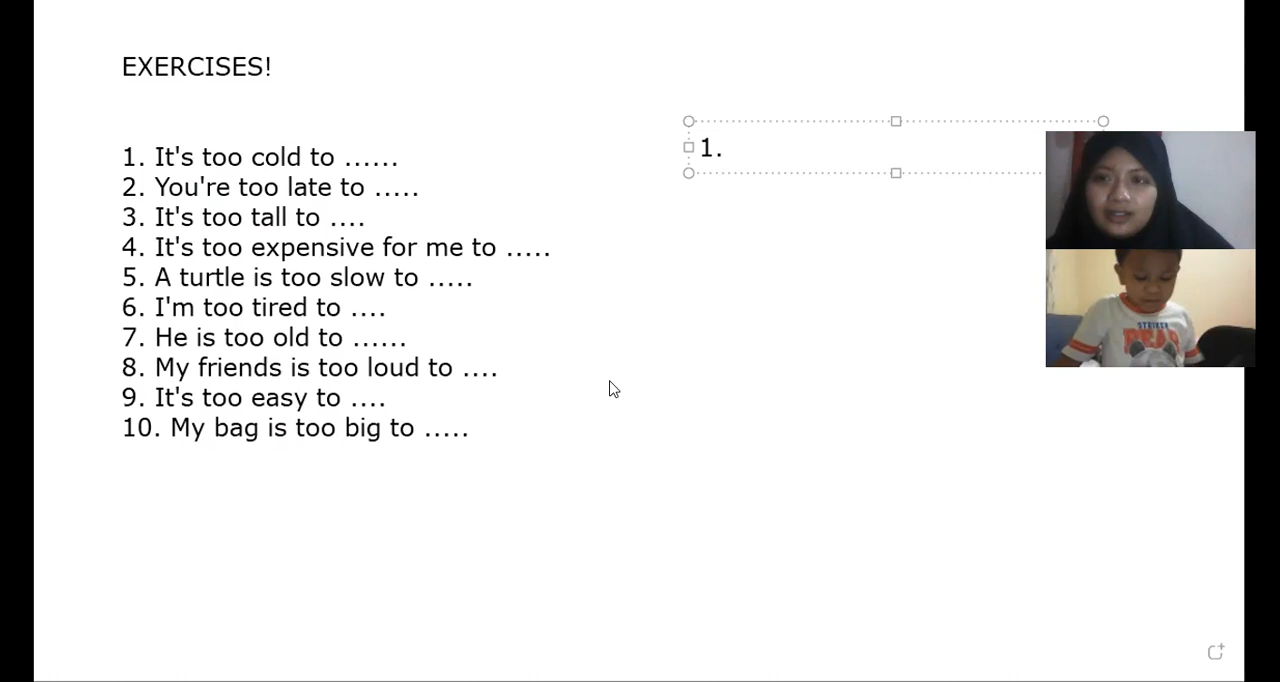 EXERCISES!
1. It's too cold to ......
2. You're too late to .....
3. It's too tall to ....
4. It's too expensive for me to .....
5. A turtle is too slow to .....
6. I'm too tired to ....
7. He is too old to ......
8. My friends is too loud to ....
9. It's too easy to ....
10. My bag is too big to .....
1.
STRIKER
BEAR